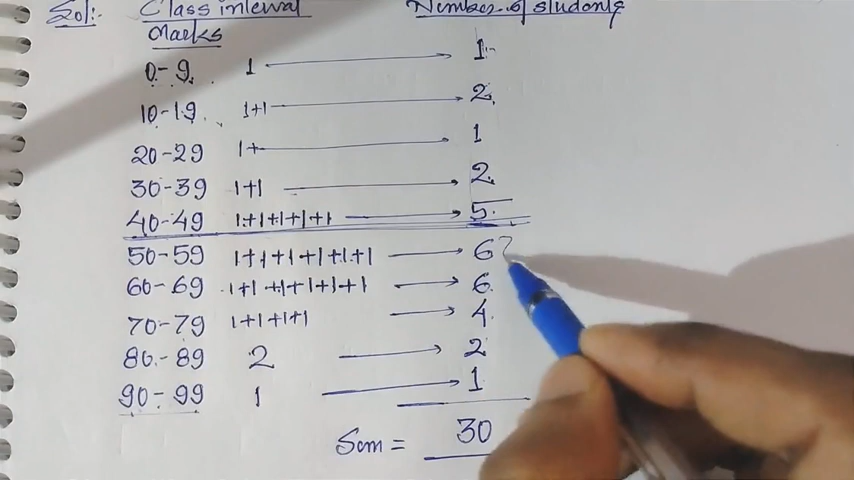 Sol:- Class interval Number of students
Marks
0-9 1 1
10-19 1+1 2
20-29 1+ 1
30-39 1+1 2
40-49 1+1+1+1+1 5
50-59 1+1+1+1+1+1 6
60-69 1+1+1+1+1+1 6
70-79 1+1+1+1 4
80-89 2 2
90-99 1 1
Sum = 30